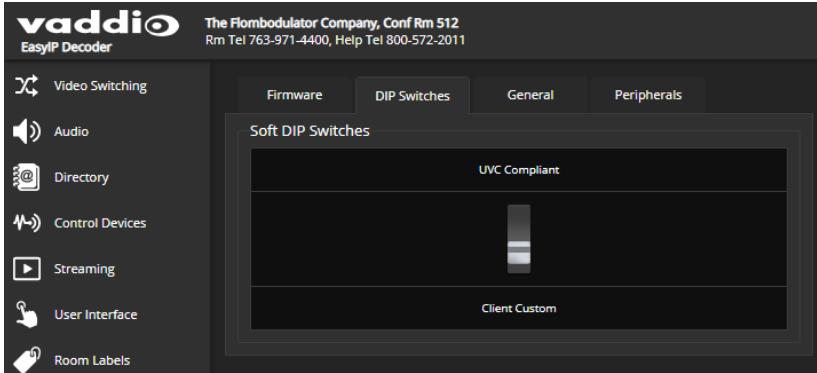 vaddio
EasyIP Decoder
The Flombodulator Company, Conf Rm 512
Rm Tel 763-971-4400, Help Tel 800-572-2011
Video Switching
Audio
Directory
Control Devices
Streaming
User Interface
Room Labels
Firmware
DIP Switches
General
Peripherals
Soft DIP Switches
UVC Compliant
Client Custom